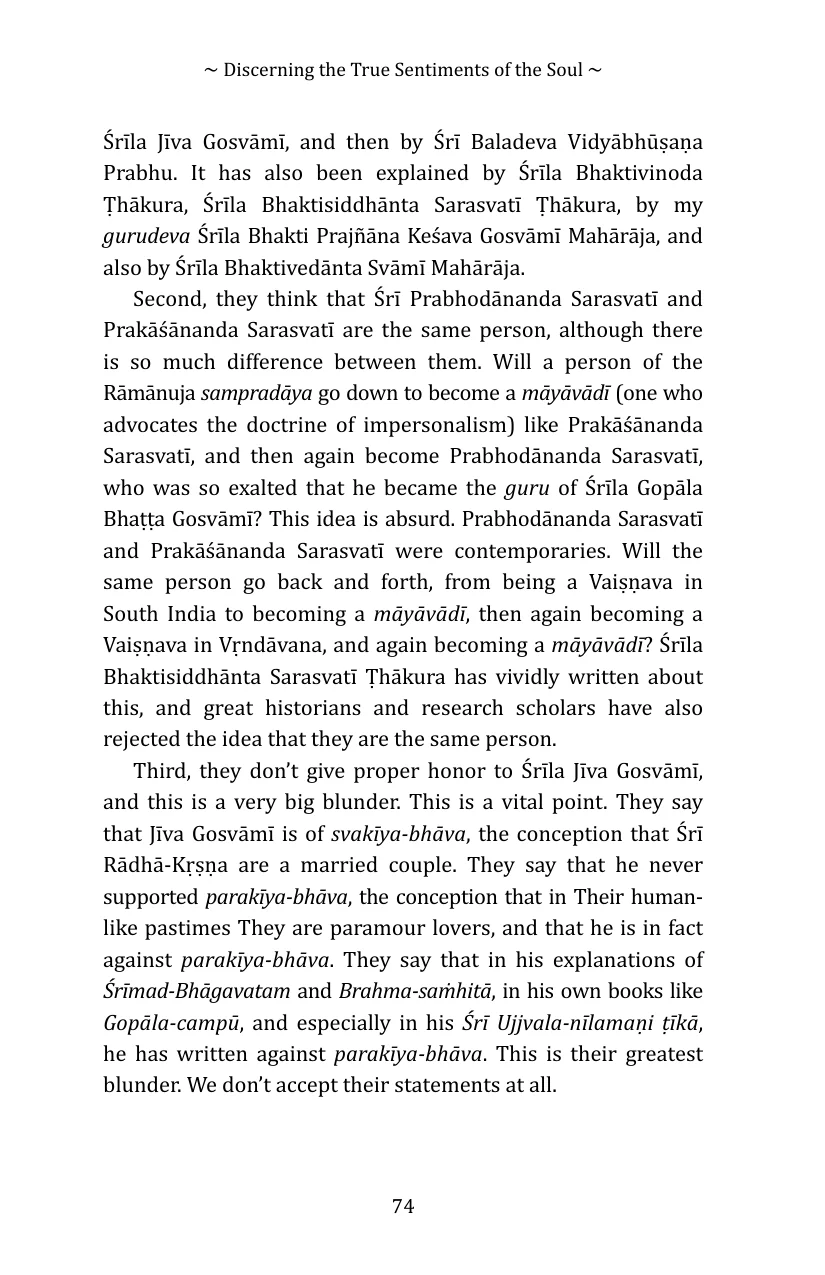 ~ Discerning the True Sentiments of the Soul ~
Śrīla Jīva Gosvāmī, and then by Śrī Baladeva Vidyābhūṣaṇa
Prabhu. It has also been explained by Śrīla Bhaktivinoda
Ṭhākura, Śrīla Bhaktisiddhānta Sarasvatī Ṭhākura, by my
gurudeva Śrīla Bhakti Prajñāna Keśava Gosvāmī Mahārāja, and
also by Śrīla Bhaktivedānta Svāmī Mahārāja.
Second, they think that Śrī Prabhodānanda Sarasvatī and
Prakāśānanda Sarasvatī are the same person, although there
is so much difference between them. Will a person of the
Rāmānuja sampradāya go down to become a māyāvādī (one who
advocates the doctrine of impersonalism) like Prakāśānanda
Sarasvatī, and then again become Prabhodānanda Sarasvatī,
who was so exalted that he became the guru of Śrīla Gopāla
Bhaṭṭa Gosvāmī? This idea is absurd. Prabhodānanda Sarasvatī
and Prakāśānanda Sarasvatī were contemporaries. Will the
same person go back and forth, from being a Vaiṣṇava in
South India to becoming a māyāvādī, then again becoming a
Vaiṣṇava in Vṛndāvana, and again becoming a māyāvādī? Śrīla
Bhaktisiddhānta Sarasvatī Ṭhākura has vividly written about
this, and great historians and research scholars have also
rejected the idea that they are the same person.
Third, they don’t give proper honor to Śrīla Jīva Gosvāmī,
and this is a very big blunder. This is a vital point. They say
that Jīva Gosvāmī is of svakīya-bhāva, the conception that Śrī
Rādhā-Kṛṣṇa are a married couple. They say that he never
supported parakīya-bhāva, the conception that in Their human-
like pastimes They are paramour lovers, and that he is in fact
against parakīya-bhāva. They say that in his explanations of
Śrīmad-Bhāgavatam and Brahma-saṁhitā, in his own books like
Gopāla-campū, and especially in his Śrī Ujjvala-nīlamaṇi ṭīkā,
he has written against parakīya-bhāva. This is their greatest
blunder. We don’t accept their statements at all.
74